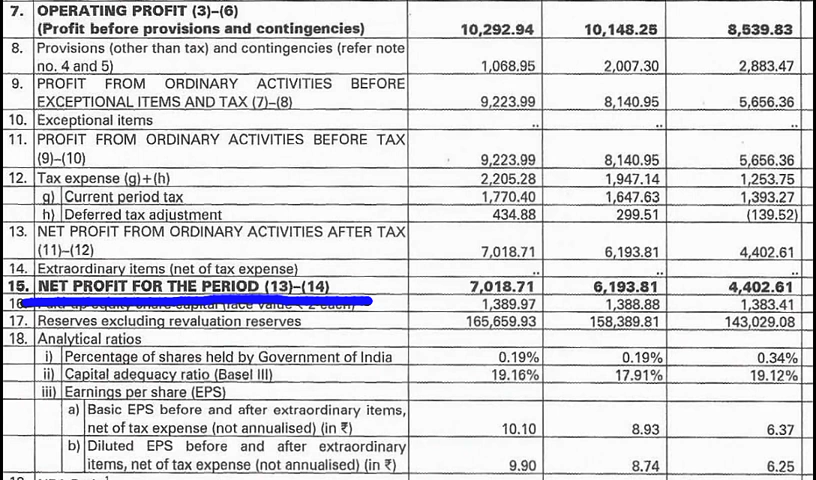 7. OPERATING PROFIT (3)–(6)
(Profit before provisions and contingencies) 10,292.94 10,148.25 8,539.83
8. Provisions (other than tax) and contingencies (refer note
no. 4 and 5) 1,068.95 2,007.30 2,883.47
9. PROFIT FROM ORDINARY ACTIVITIES BEFORE
EXCEPTIONAL ITEMS AND TAX (7)–(8) 9,223.99 8,140.95 5,656.36
10. Exceptional items .. .. ..
11. PROFIT FROM ORDINARY ACTIVITIES BEFORE TAX
(9)–(10) 9,223.99 8,140.95 5,656.36
12. Tax expense (g)+(h) 2,205.28 1,947.14 1,253.75
g) Current period tax 1,770.40 1,647.63 1,393.27
h) Deferred tax adjustment 434.88 299.51 (139.52)
13. NET PROFIT FROM ORDINARY ACTIVITIES AFTER TAX
(11)–(12) 7,018.71 6,193.81 4,402.61
14. Extraordinary items (net of tax expense) .. .. ..
15. NET PROFIT FOR THE PERIOD (13)–(14) 7,018.71 6,193.81 4,402.61
16. Paid-up equity share capital (face value ₹ 2 each) 1,389.97 1,388.88 1,383.41
17. Reserves excluding revaluation reserves 165,659.93 158,389.81 143,029.08
18. Analytical ratios
i) Percentage of shares held by Government of India 0.19% 0.19% 0.34%
ii) Capital adequacy ratio (Basel III) 19.16% 17.91% 19.12%
iii) Earnings per share (EPS)
a) Basic EPS before and after extraordinary items,
net of tax expense (not annualised) (in ₹) 10.10 8.93 6.37
b) Diluted EPS before and after extraordinary
items, net of tax expense (not annualised) (in ₹) 9.90 8.74 6.25